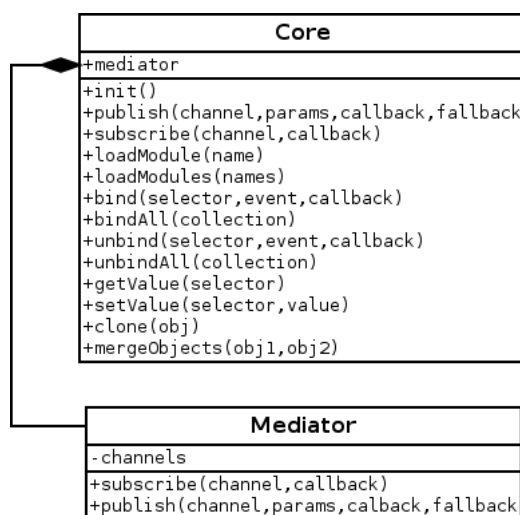 Core
+mediator
+init()
+publish(channel,params,callback,fallback
+subscribe(channel,callback)
+loadModule(name)
+loadModules(names)
+bind(selector,event,callback)
+bindAll(collection)
+unbind(selector,event,callback)
+unbindAll(collection)
+getValue(selector)
+setValue(selector,value)
+clone(obj)
+mergeObjects(obj1,obj2)
Mediator
-channels
+subscribe(channel,callback)
+publish(channel,params,calback,fallback